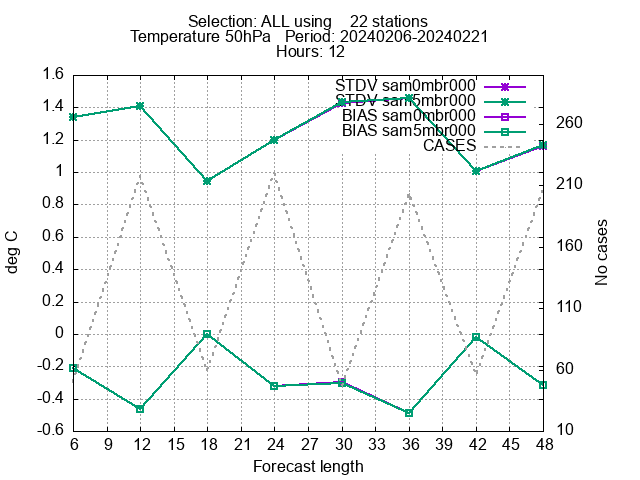 Selection: ALL using 22 stations
Temperature 50hPa Period: 20240206-20240221
Hours: 12
STDV sam0mbr000
STDV sam5mbr000
BIAS sam0mbr000
BIAS sam5mbr000
CASES
1.6
1.4
1.2
1
0.8
0.6
0.4
0.2
0
-0.2
-0.4
-0.6
deg C
260
210
160
110
60
10
No cases
6 9 12 15 18 21 24 27 30 33 36 39 42 45 48
Forecast length